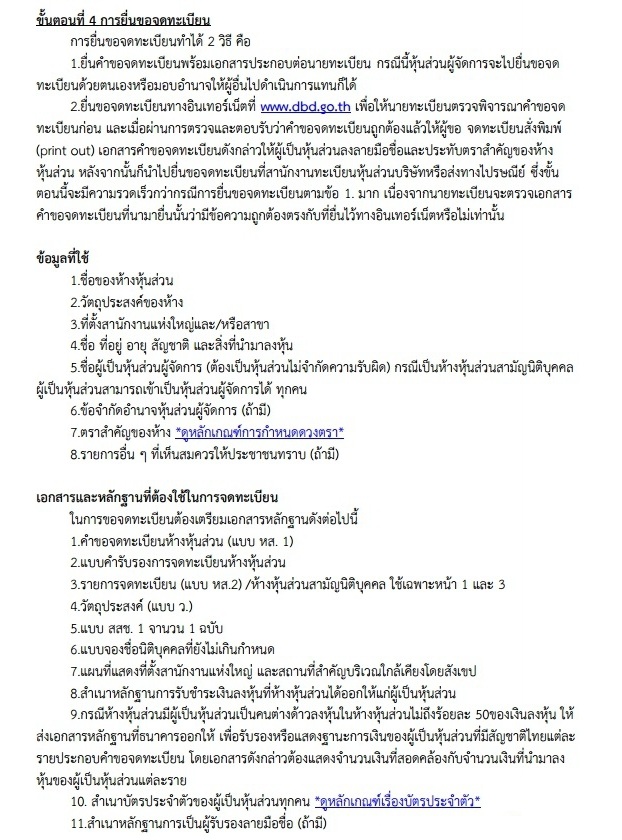 ขั้นตอนที่ 4 การยื่นขอจดทะเบียน
การยื่นขอจดทะเบียนทำได้ 2 วิธี คือ
1.ยื่นคำขอจดทะเบียนพร้อมเอกสารประกอบต่อนายทะเบียน กรณีนี้หุ้นส่วนผู้จัดการจะไปยื่นขอจด
ทะเบียนด้วยตนเองหรือมอบอำนาจให้ผู้อื่นไปดำเนินการแทนก็ได้
2.ยื่นขอจดทะเบียนทางอินเทอร์เน็ตที่ www.dbd.go.th เพื่อให้นายทะเบียนตรวจพิจารณาคำขอจด
ทะเบียนก่อน และเมื่อผ่านการตรวจและตอบรับว่าคำขอจดทะเบียนถูกต้องแล้วให้ผู้ขอ จดทะเบียนสั่งพิมพ์
(print out) เอกสารคำขอจดทะเบียนดังกล่าวให้ผู้เป็นหุ้นส่วนลงลายมือชื่อและประทับตราสำคัญของห้าง
หุ้นส่วน หลังจากนั้นก็นำไปยื่นขอจดทะเบียนที่สานักงานทะเบียนหุ้นส่วนบริษัทหรือส่งทางไปรษณีย์ ซึ่งขั้น
ตอนนี้จะมีความรวดเร็วกว่ากรณีการยื่นขอจดทะเบียนตามข้อ 1. มาก เนื่องจากนายทะเบียนจะตรวจเอกสาร
คำขอจดทะเบียนที่นามายื่นนั้นว่ามีข้อความถูกต้องตรงกับที่ยื่นไว้ทางอินเทอร์เน็ตหรือไม่เท่านั้น
ข้อมูลที่ใช้
1.ชื่อของห้างหุ้นส่วน
2.วัตถุประสงค์ของห้าง
3.ที่ตั้งสานักงานแห่งใหญ่และ/หรือสาขา
4.ชื่อ ที่อยู่ อายุ สัญชาติ และสิ่งที่นำมาลงหุ้น
5.ชื่อผู้เป็นหุ้นส่วนผู้จัดการ (ต้องเป็นหุ้นส่วนไม่จำกัดความรับผิด) กรณีเป็นห้างหุ้นส่วนสามัญนิติบุคคล
ผู้เป็นหุ้นส่วนสามารถเข้าเป็นหุ้นส่วนผู้จัดการได้ ทุกคน
6.ข้อจำกัดอำนาจหุ้นส่วนผู้จัดการ (ถ้ามี)
7.ตราสำคัญของห้าง *ดูหลักเกณฑ์การกำหนดดวงตรา*
8.รายการอื่น ๆ ที่เห็นสมควรให้ประชาชนทราบ (ถ้ามี)
เอกสารและหลักฐานที่ต้องใช้ในการจดทะเบียน
ในการขอจดทะเบียนต้องเตรียมเอกสารหลักฐานดังต่อไปนี้
1.คำขอจดทะเบียนห้างหุ้นส่วน (แบบ หส. 1)
2.แบบคำรับรองการจดทะเบียนห้างหุ้นส่วน
3.รายการจดทะเบียน (แบบ หส.2) /ห้างหุ้นส่วนสามัญนิติบุคคล ใช้เฉพาะหน้า 1 และ 3
4.วัตถุประสงค์ (แบบ ว.)
5.แบบ สสช. 1 จานวน 1 ฉบับ
6.แบบจองชื่อนิติบุคคลที่ยังไม่เกินกำหนด
7.แผนที่แสดงที่ตั้งสานักงานแห่งใหญ่ และสถานที่สำคัญบริเวณใกล้เคียงโดยสังเขป
8.สำเนาหลักฐานการรับชำระเงินลงหุ้นที่ห้างหุ้นส่วนได้ออกให้แก่ผู้เป็นหุ้นส่วน
9.กรณีห้างหุ้นส่วนมีผู้เป็นหุ้นส่วนเป็นคนต่างด้าวลงหุ้นในห้างหุ้นส่วนไม่ถึงร้อยละ 50ของเงินลงหุ้น ให้
ส่งเอกสารหลักฐานที่ธนาคารออกให้ เพื่อรับรองหรือแสดงฐานะการเงินของผู้เป็นหุ้นส่วนที่มีสัญชาติไทยแต่ละ
รายประกอบคำขอจดทะเบียน โดยเอกสารดังกล่าวต้องแสดงจำนวนเงินที่สอดคล้องกับจำนวนเงินที่นำมาลง
หุ้นของผู้เป็นหุ้นส่วนแต่ละราย
10. สำเนาบัตรประจำตัวของผู้เป็นหุ้นส่วนทุกคน *ดูหลักเกณฑ์เรื่องบัตรประจำตัว*
11.สำเนาหลักฐานการเป็นผู้รับรองลายมือชื่อ (ถ้ามี)